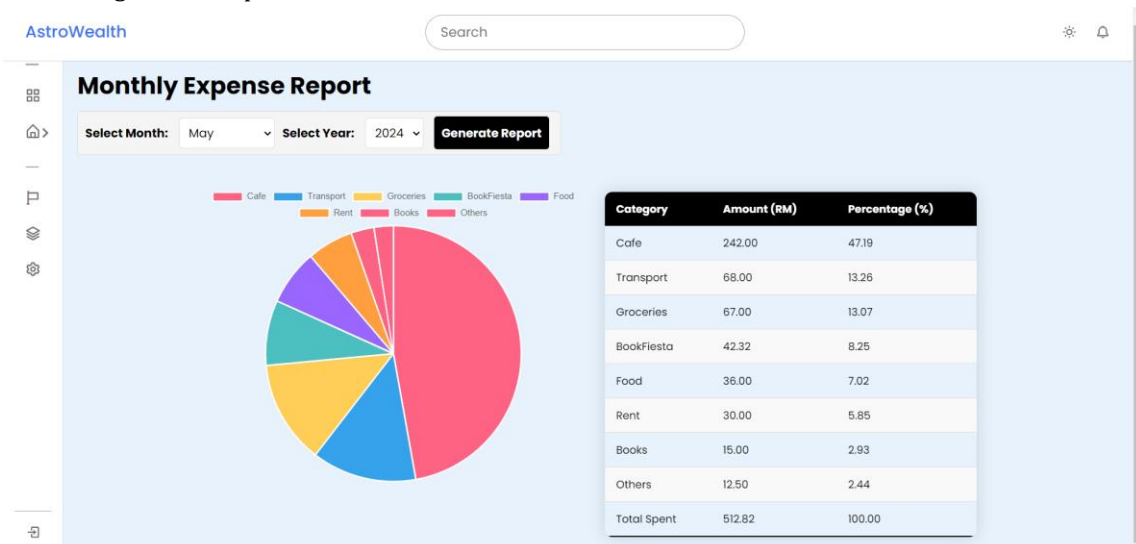 AstroWealth Search
Monthly Expense Report
Select Month: May Select Year: 2024 Generate Report
Cafe Transport Groceries BookFiesta Food
Rent Books Others
Category Amount (RM) Percentage (%)
Cafe 242.00 47.19
Transport 68.00 13.26
Groceries 67.00 13.07
BookFiesta 42.32 8.25
Food 36.00 7.02
Rent 30.00 5.85
Books 15.00 2.93
Others 12.50 2.44
Total Spent 512.82 100.00